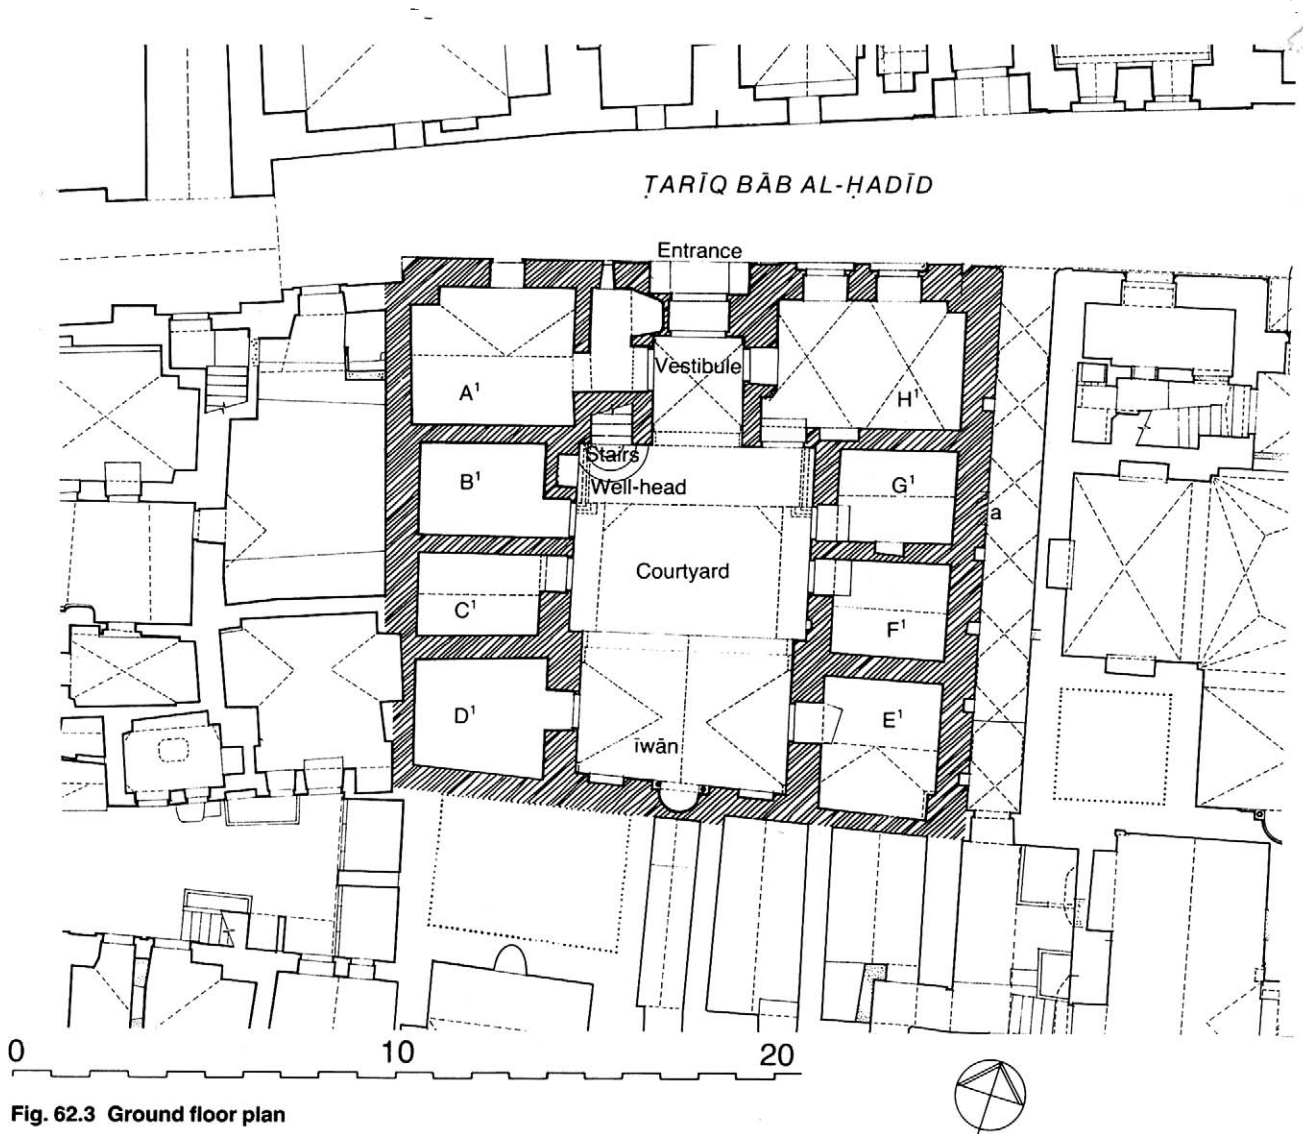 ṬARĪQ BĀB AL-ḤADĪD
Entrance
Vestibule
A¹
H¹
Stairs
B¹
Well-head
G¹
a
Courtyard
C¹
F¹
D¹
E¹
īwān
0 10 20
Fig. 62.3 Ground floor plan